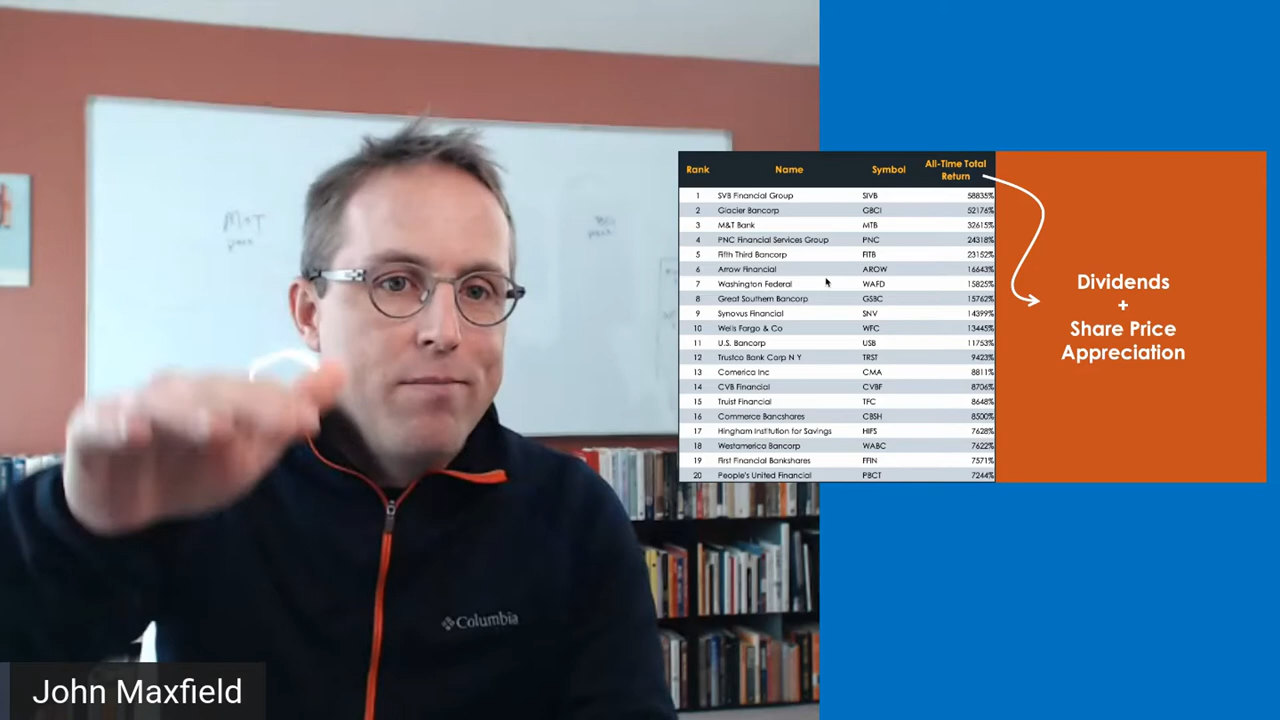 M&T
Rank Name Symbol All-Time Total
Return
1 SVB Financial Group SIVB 58835%
2 Glacier Bancorp GBCI 52176%
3 M&T Bank MTB 32615%
4 PNC Financial Services Group PNC 24318%
5 Fifth Third Bancorp FITB 23152%
6 Arrow Financial AROW 16643%
7 Washington Federal WAFD 15825%
8 Great Southern Bancorp GSBC 15762%
9 Synovus Financial SNV 14399%
10 Wells Fargo & Co WFC 13445%
11 U.S. Bancorp USB 11753%
12 Trustco Bank Corp N Y TRST 9423%
13 Comerica Inc CMA 8811%
14 CVB Financial CVBF 8706%
15 Truist Financial TFC 8648%
16 Commerce Bancshares CBSH 8500%
17 Hingham Institution for Savings HIFS 7628%
18 Westamerica Bancorp WABC 7622%
19 First Financial Bankshares FFIN 7571%
20 People's United Financial PBCT 7244%
Dividends
+
Share Price
Appreciation
Columbia
John Maxfield